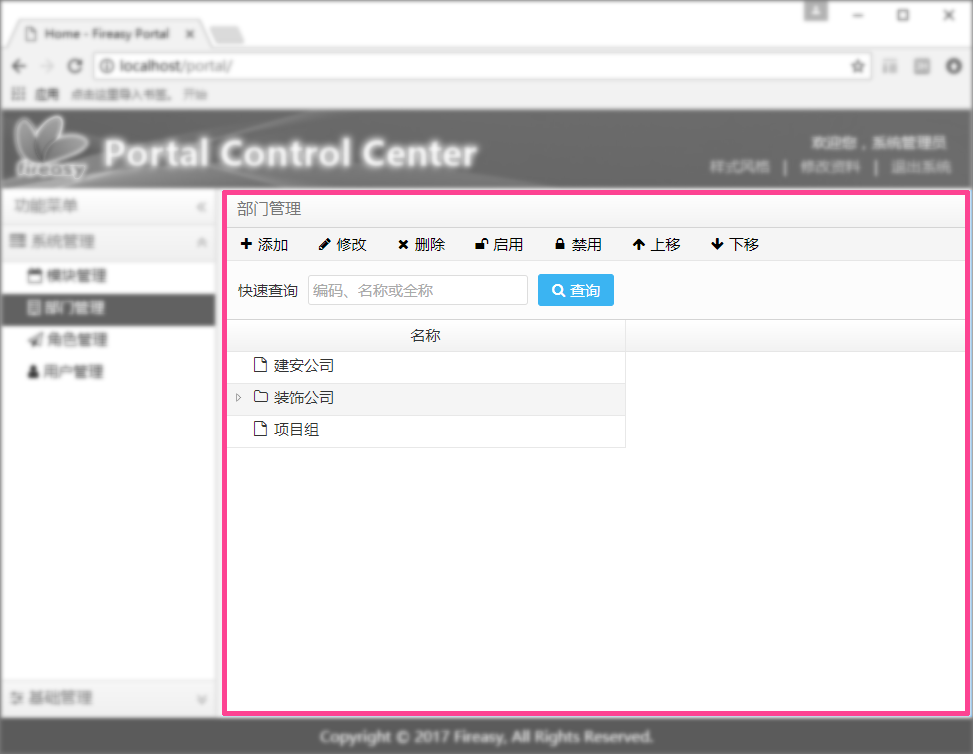 Home - Fireasy Portal
localhost/portal/
应用 点击这里导入书签。 开始
fireasy
Portal Control Center
欢迎您，系统管理员
样式风格 | 修改资料 | 退出系统
功能菜单
系统管理
模块管理
部门管理
角色管理
用户管理
基础管理
部门管理
添加 修改 删除 启用 禁用 上移 下移
快速查询 编码、名称或全称 查询
名称
建安公司
装饰公司
项目组
Copyright © 2017 Fireasy, All Rights Reserved.